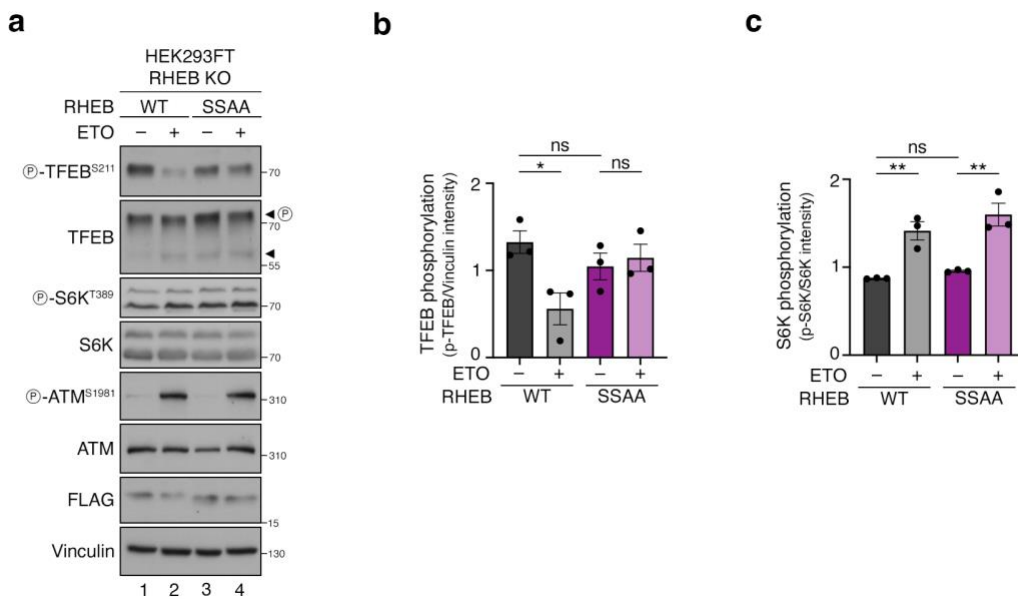 a
HEK293FT
RHEB KO
RHEB WT SSAA
ETO − + − +
Ⓟ-TFEB^S211 70
TFEB ◄Ⓟ 70 ◄ 55
Ⓟ-S6K^T389 70
S6K 70
Ⓟ-ATM^S1981 310
ATM 310
FLAG 15
Vinculin 130
1 2 3 4
b
TFEB phosphorylation
(p-TFEB/Vinculin intensity)
2
1
0
ns
* ns
ETO − + − +
RHEB WT SSAA
c
S6K phosphorylation
(p-S6K/S6K intensity)
2
1
0
ns
** **
ETO − + − +
RHEB WT SSAA